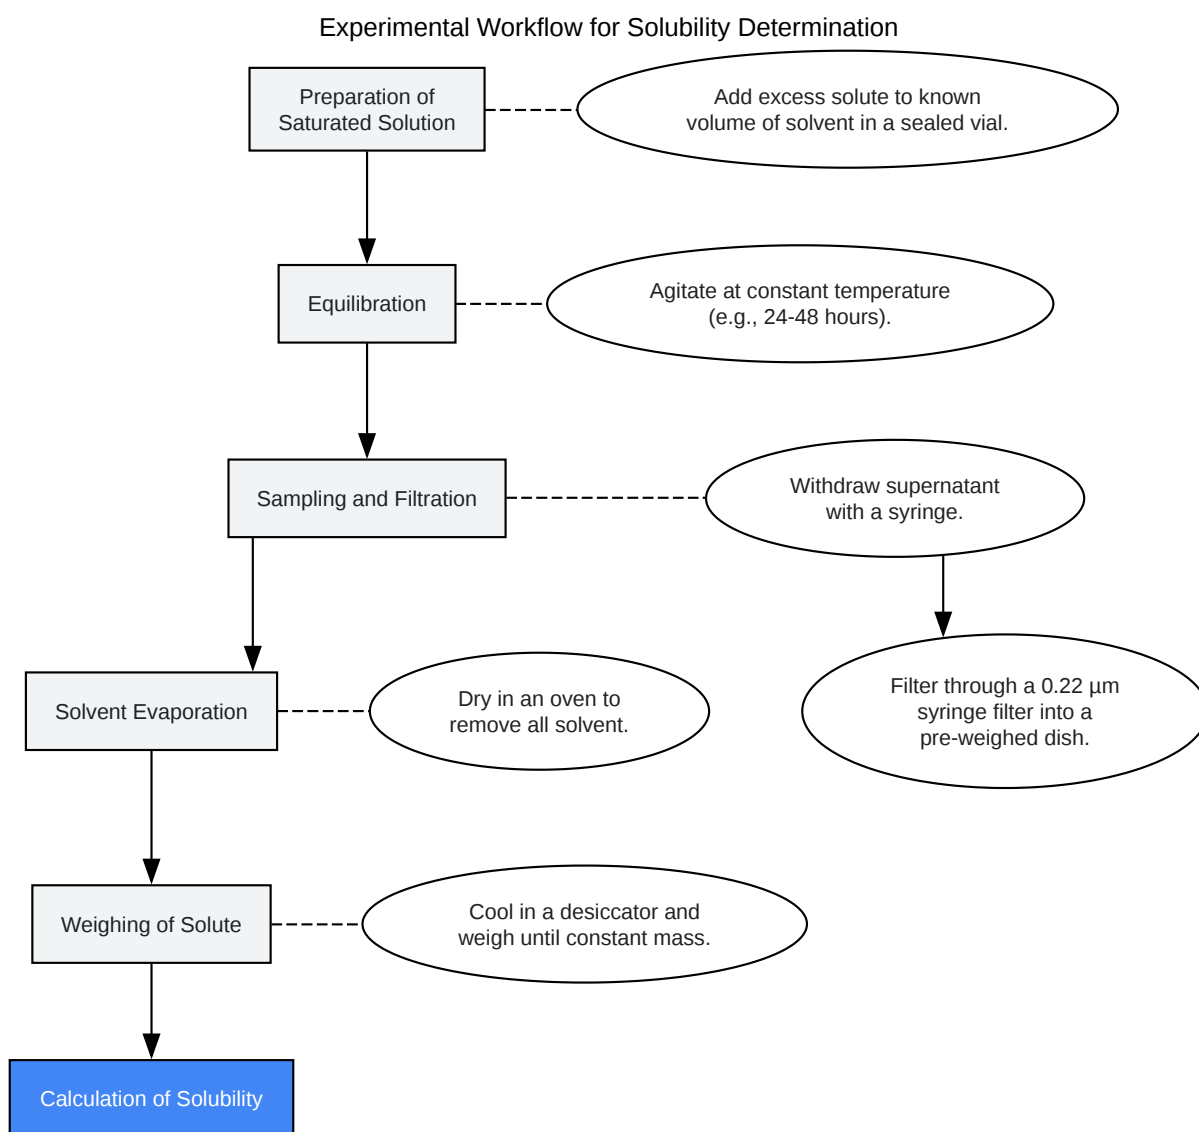 Experimental Workflow for Solubility Determination
Preparation of
Saturated Solution
Add excess solute to known
volume of solvent in a sealed vial.
Equilibration
Agitate at constant temperature
(e.g., 24-48 hours).
Sampling and Filtration
Withdraw supernatant
with a syringe.
Solvent Evaporation
Dry in an oven to
remove all solvent.
Filter through a 0.22 µm
syringe filter into a
pre-weighed dish.
Weighing of Solute
Cool in a desiccator and
weigh until constant mass.
Calculation of Solubility